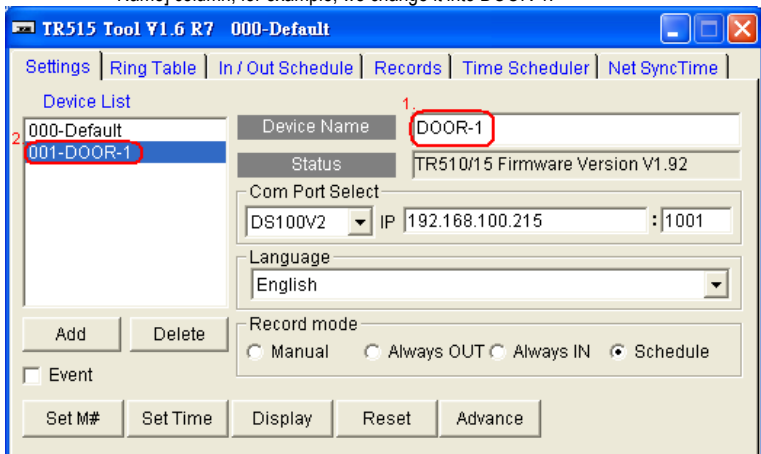 TR515 Tool V1.6 R7 000-Default
Settings Ring Table In / Out Schedule Records Time Scheduler Net SyncTime
Device List
1.
000-Default
Device Name DOOR-1
2.
001-DOOR-1
Status TR510/15 Firmware Version V1.92
Com Port Select
DS100V2 IP 192.168.100.215 : 1001
Language
English
Add Delete
Record mode
Manual Always OUT Always IN Schedule
Event
Set M# Set Time Display Reset Advance